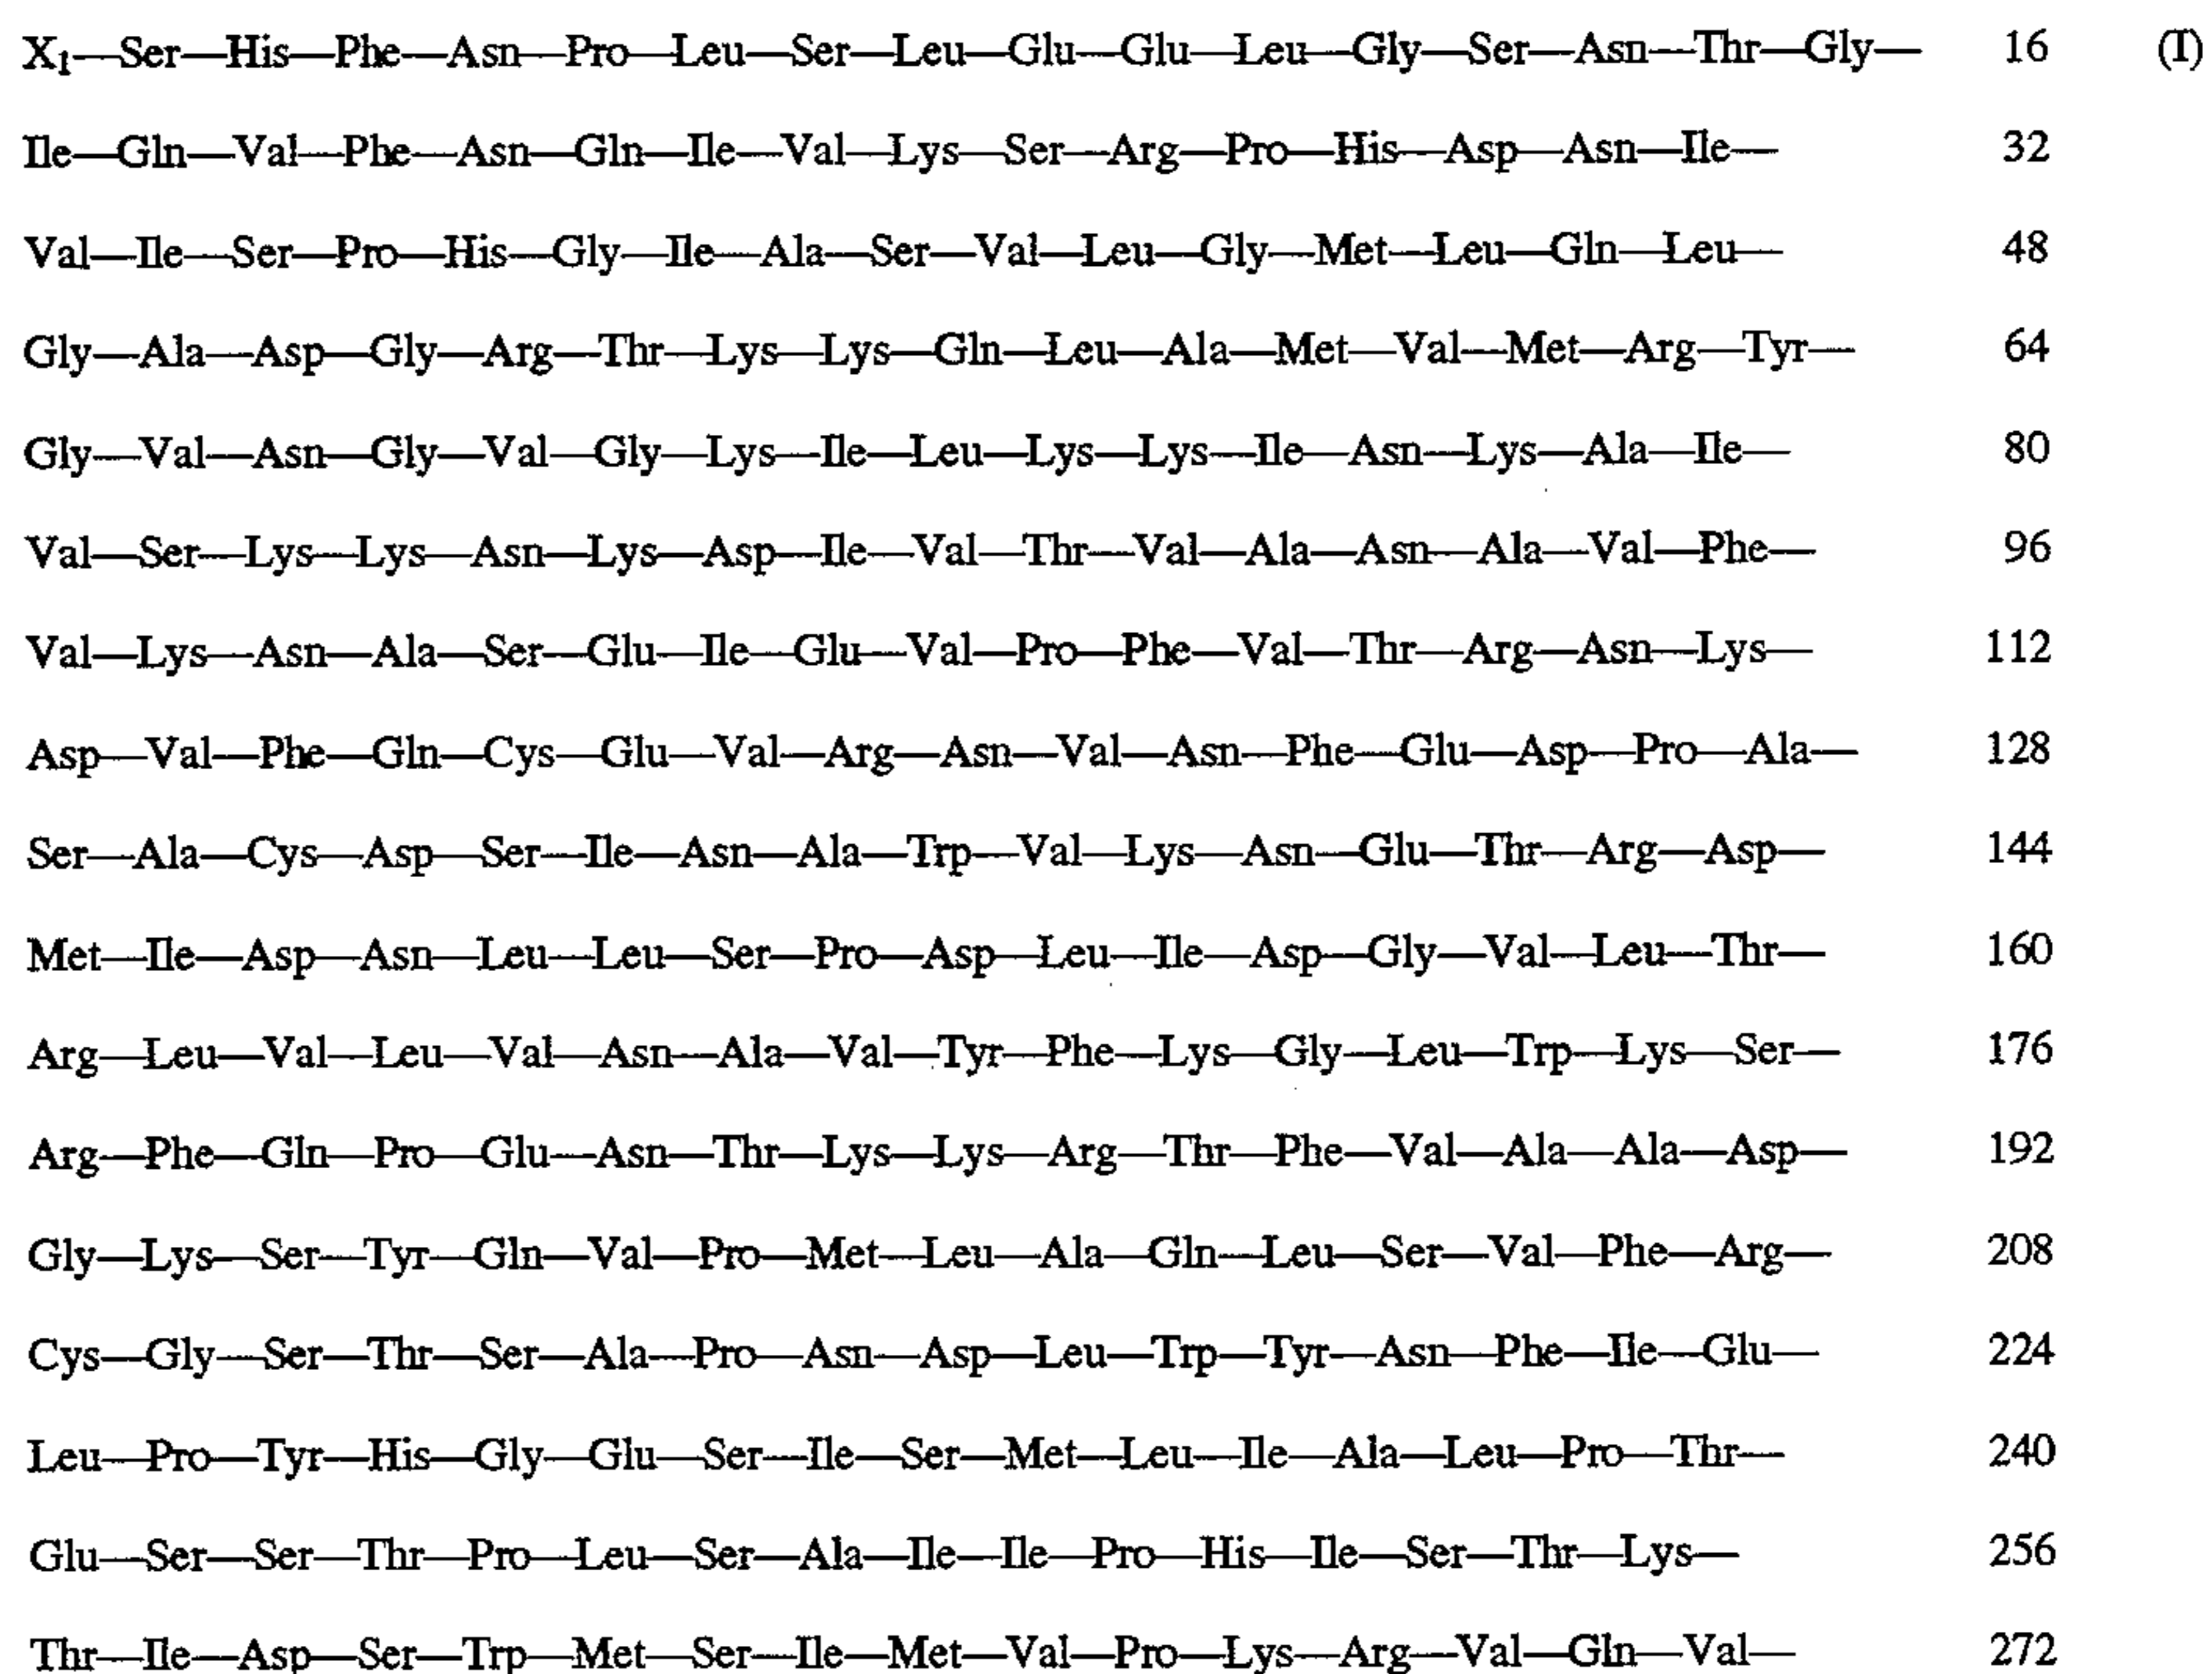 X₁—Ser—His—Phe—Asn—Pro—Leu—Ser—Leu—Glu—Glu—Leu—Gly—Ser—Asn—Thr—Gly— 16 (I)
Ile—Gln—Val—Phe—Asn—Gln—Ile—Val—Lys—Ser—Arg—Pro—His—Asp—Asn—Ile— 32
Val—Ile—Ser—Pro—His—Gly—Ile—Ala—Ser—Val—Leu—Gly—Met—Leu—Gln—Leu— 48
Gly—Ala—Asp—Gly—Arg—Thr—Lys—Lys—Gln—Leu—Ala—Met—Val—Met—Arg—Tyr— 64
Gly—Val—Asn—Gly—Val—Gly—Lys—Ile—Leu—Lys—Lys—Ile—Asn—Lys—Ala—Ile— 80
Val—Ser—Lys—Lys—Asn—Lys—Asp—Ile—Val—Thr—Val—Ala—Asn—Ala—Val—Phe— 96
Val—Lys—Asn—Ala—Ser—Glu—Ile—Glu—Val—Pro—Phe—Val—Thr—Arg—Asn—Lys— 112
Asp—Val—Phe—Gln—Cys—Glu—Val—Arg—Asn—Val—Asn—Phe—Glu—Asp—Pro—Ala— 128
Ser—Ala—Cys—Asp—Ser—Ile—Asn—Ala—Trp—Val—Lys—Asn—Glu—Thr—Arg—Asp— 144
Met—Ile—Asp—Asn—Leu—Leu—Ser—Pro—Asp—Leu—Ile—Asp—Gly—Val—Leu—Thr— 160
Arg—Leu—Val—Leu—Val—Asn—Ala—Val—Tyr—Phe—Lys—Gly—Leu—Trp—Lys—Ser— 176
Arg—Phe—Gln—Pro—Glu—Asn—Thr—Lys—Lys—Arg—Thr—Phe—Val—Ala—Ala—Asp— 192
Gly—Lys—Ser—Tyr—Gln—Val—Pro—Met—Leu—Ala—Gln—Leu—Ser—Val—Phe—Arg— 208
Cys—Gly—Ser—Thr—Ser—Ala—Pro—Asn—Asp—Leu—Trp—Tyr—Asn—Phe—Ile—Glu— 224
Leu—Pro—Tyr—His—Gly—Glu—Ser—Ile—Ser—Met—Leu—Ile—Ala—Leu—Pro—Thr— 240
Glu—Ser—Ser—Thr—Pro—Leu—Ser—Ala—Ile—Ile—Pro—His—Ile—Ser—Thr—Lys— 256
Thr—Ile—Asp—Ser—Trp—Met—Ser—Ile—Met—Val—Pro—Lys—Arg—Val—Gln—Val— 272